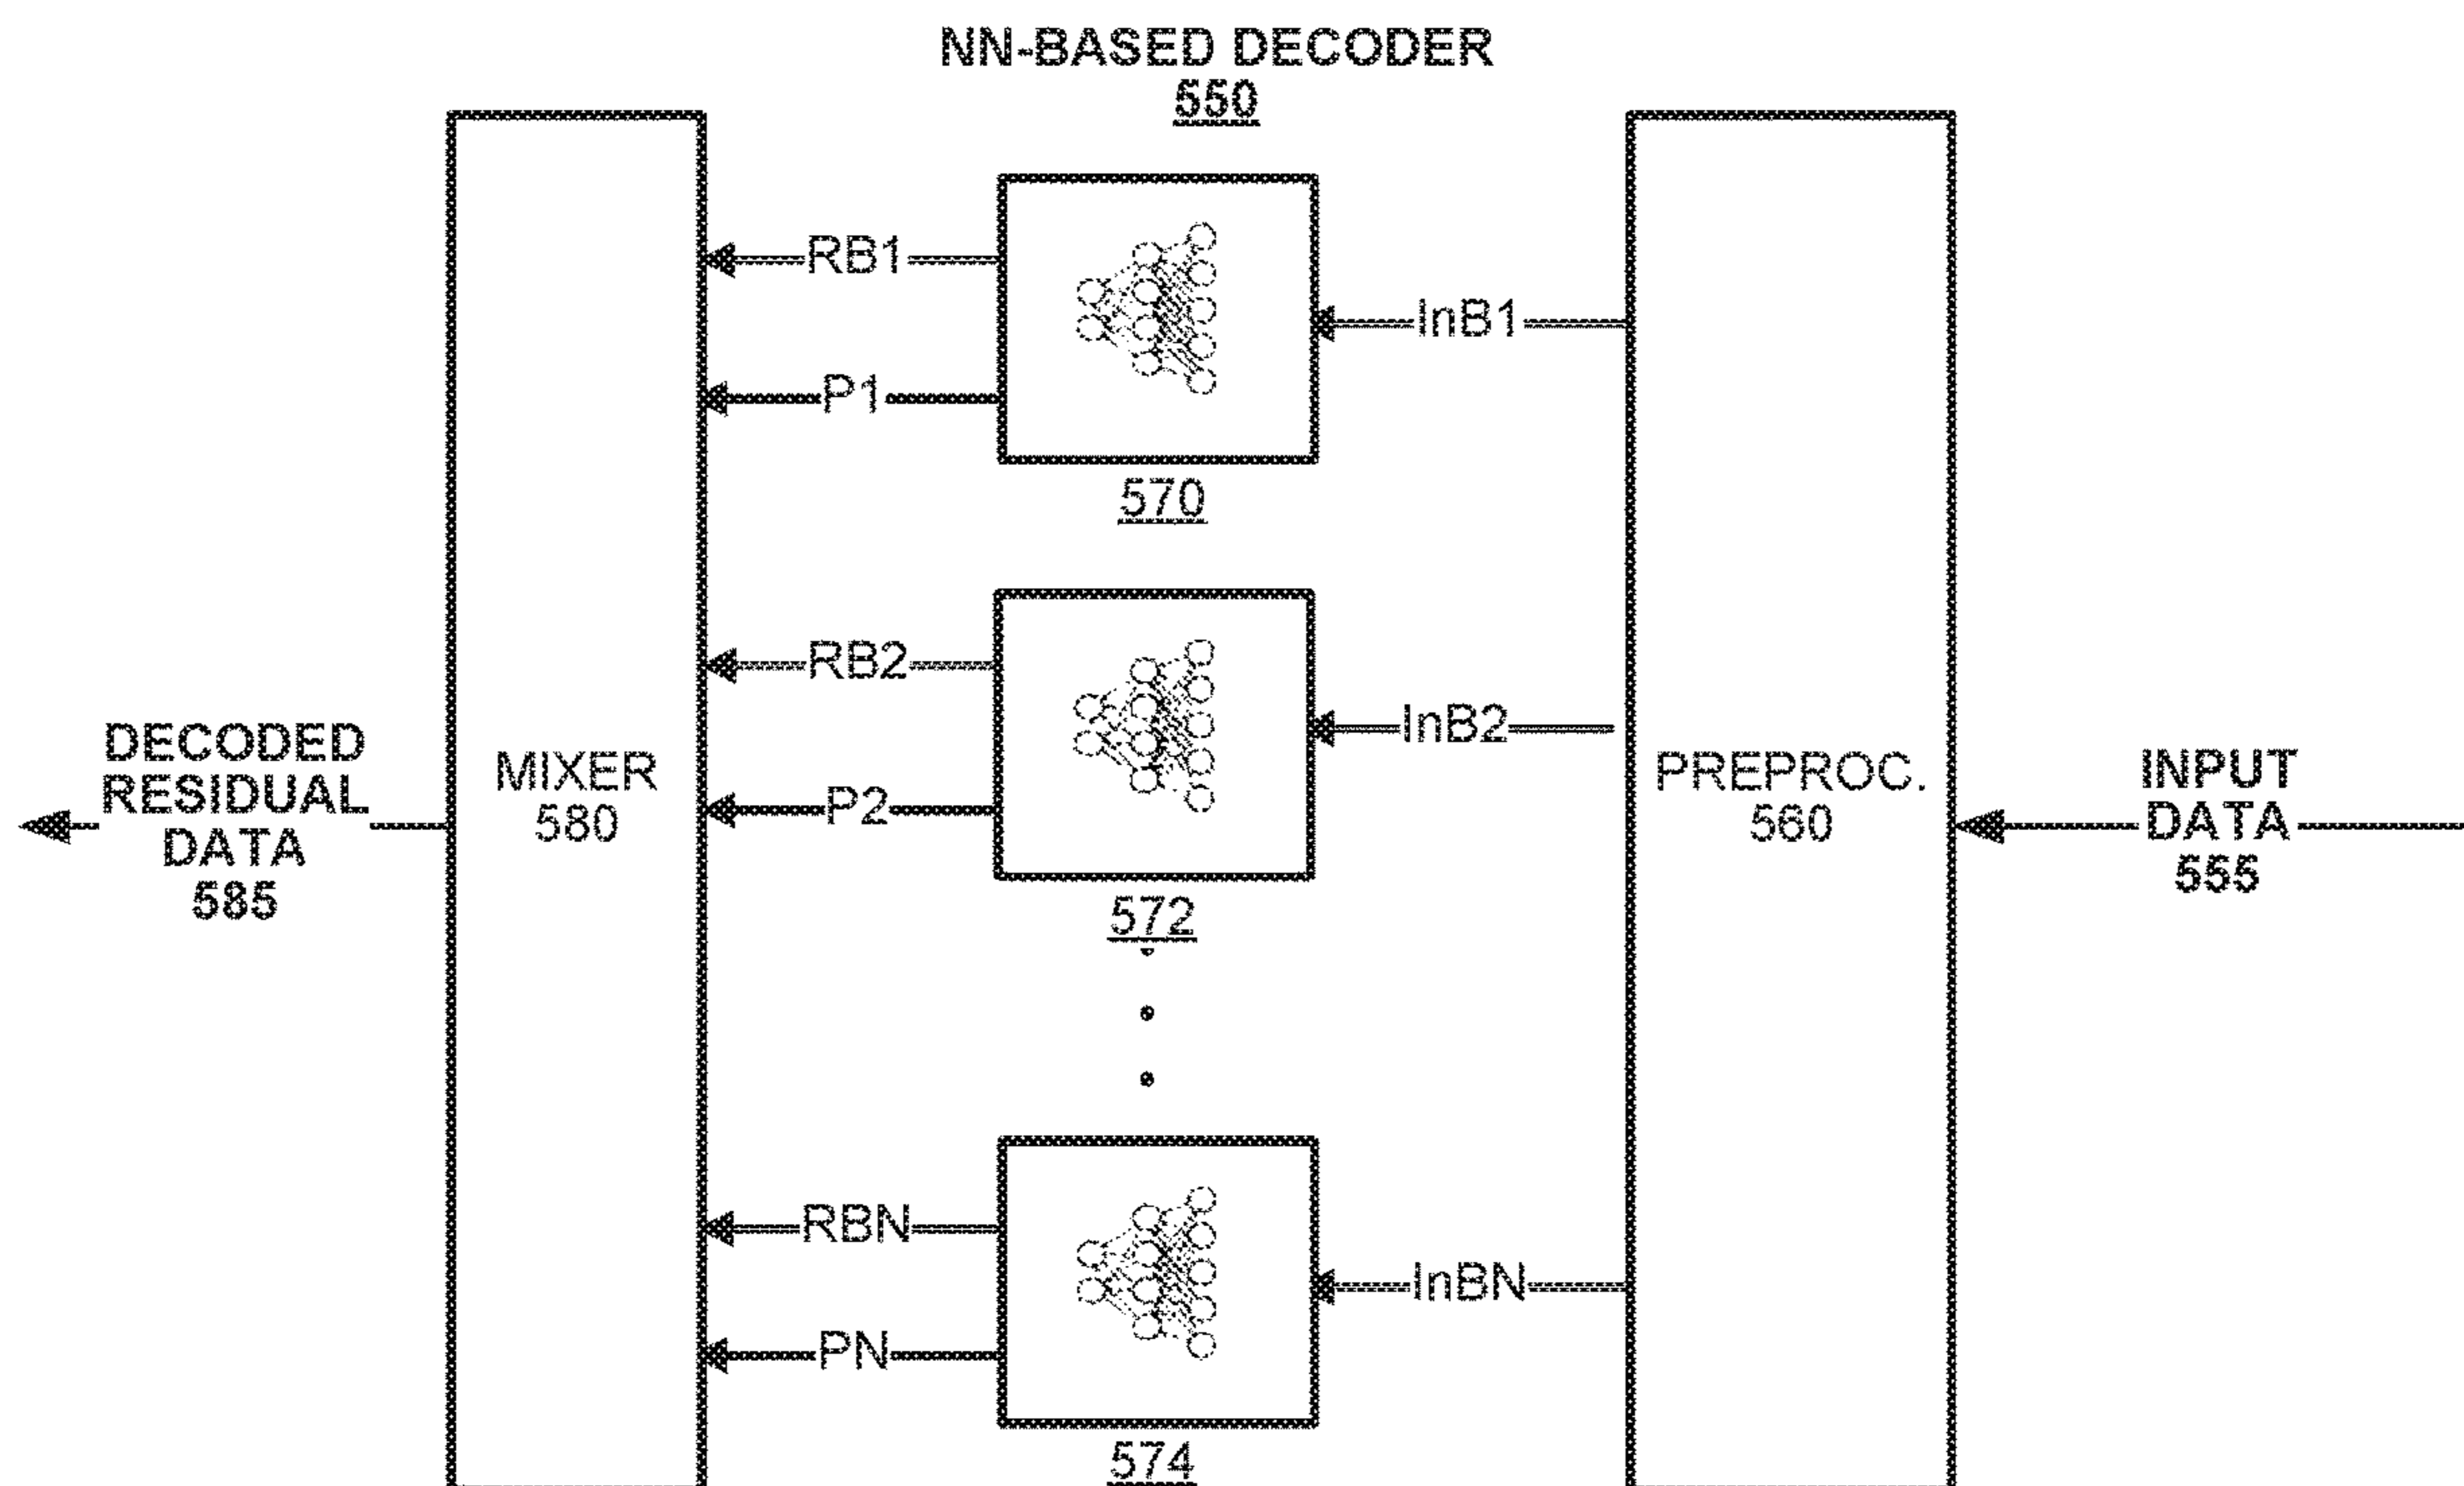 NN-BASED DECODER
550
RB1
InB1
P1
570
RB2
InB2
P2
572
DECODED
RESIDUAL
DATA
585
MIXER
580
PREPROC.
560
INPUT
DATA
555
RBN
InBN
PN
574